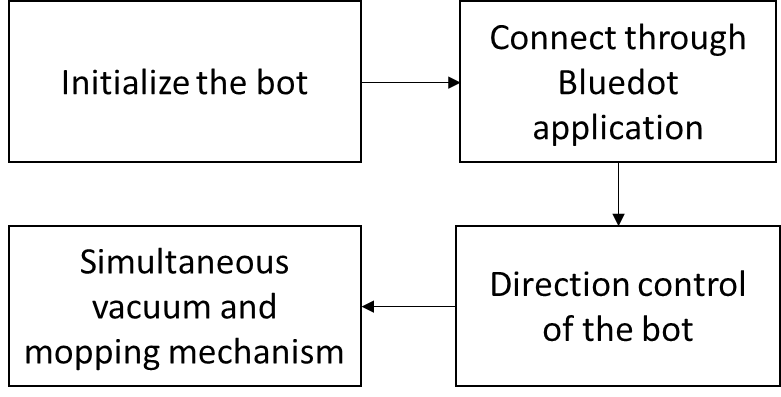 Initialize the bot
Connect through
Bluedot
application
Simultaneous
vacuum and
mopping mechanism
Direction control
of the bot